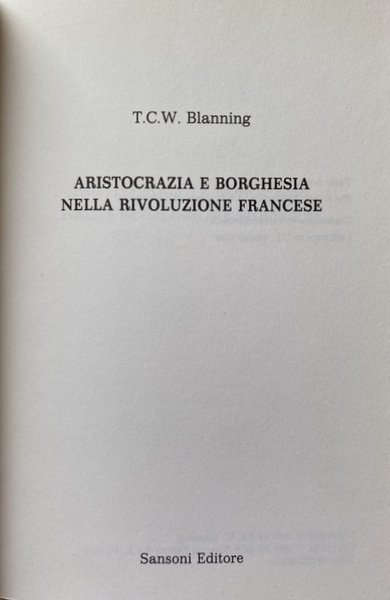 T.C.W. Blanning
ARISTOCRAZIA E BORGHESIA
NELLA RIVOLUZIONE FRANCESE
Sansoni Editore